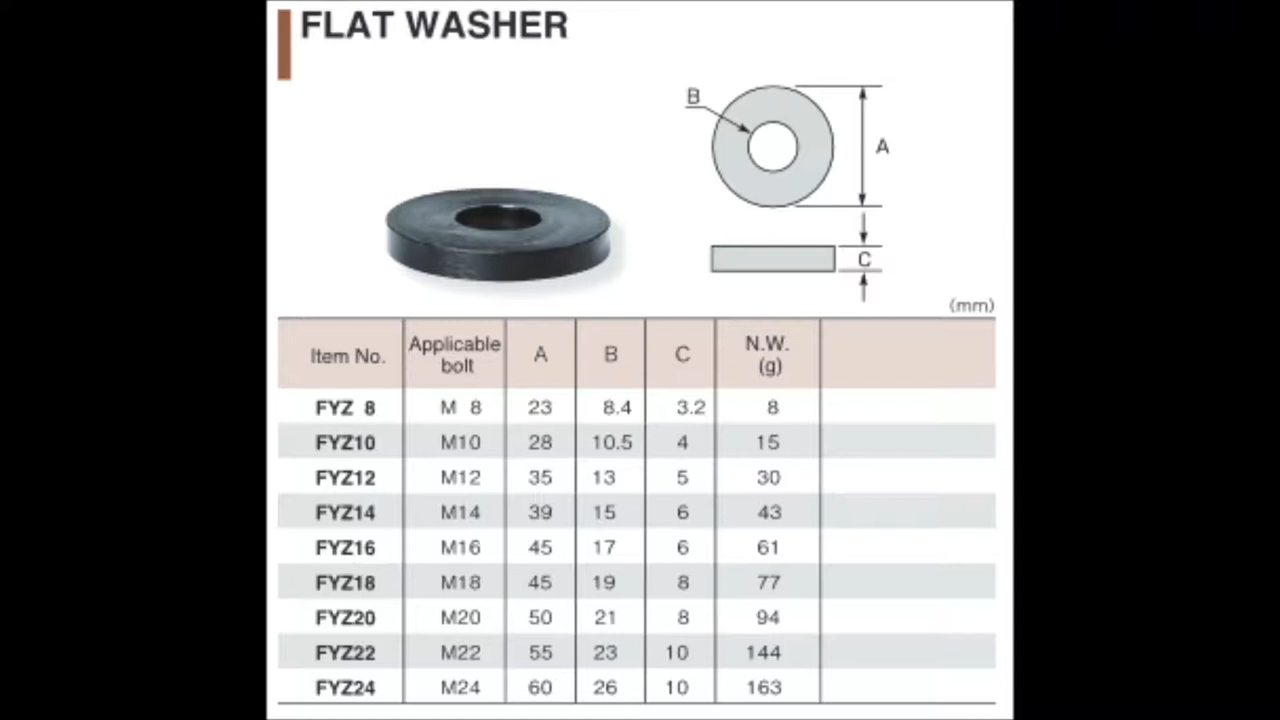 FLAT WASHER
B
A
C
(mm)
Item No. Applicable bolt A B C N.W. (g)
FYZ 8 M 8 23 8.4 3.2 8
FYZ10 M10 28 10.5 4 15
FYZ12 M12 35 13 5 30
FYZ14 M14 39 15 6 43
FYZ16 M16 45 17 6 61
FYZ18 M18 45 19 8 77
FYZ20 M20 50 21 8 94
FYZ22 M22 55 23 10 144
FYZ24 M24 60 26 10 163